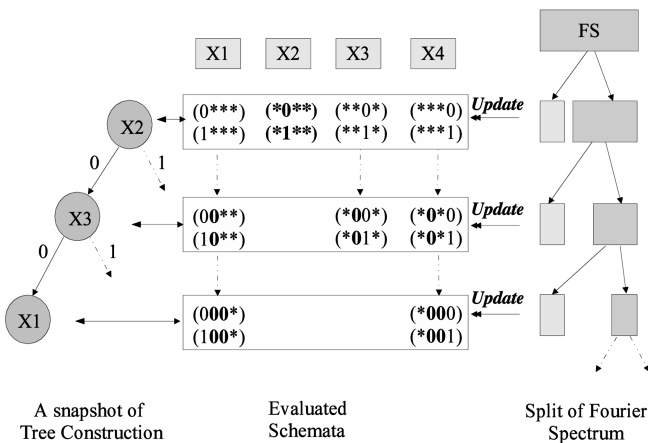 X1 X2 X3 X4 FS
X2
(0***) (*0**) (**0*) (***0) Update
(1***) (*1**) (**1*) (***1)
0 1
X3
(00**) (*00*) (*0*0) Update
(10**) (*01*) (*0*1)
0 1
X1
(000*) (*000) Update
(100*) (*001)
A snapshot of
Tree Construction
Evaluated
Schemata
Split of Fourier
Spectrum